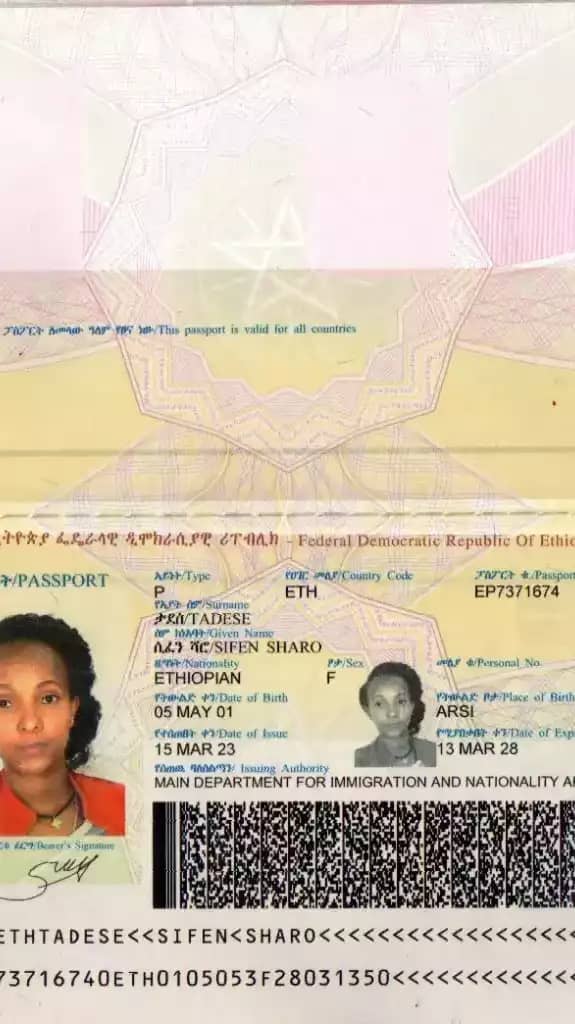 ፓስፖርት ለመላው ዓለም የፀና ነው/This passport is valid for all countries
ትዮጵያ ፌዴራላዊ ዲሞክራሲያዊ ሪፐብሊክ - Federal Democratic Republic Of Ethio
ት/PASSPORT
አይነት/Type
የሀገር መለያ/Country Code
ፓስፖርት ቁ./Passport
P
ETH
EP7371674
የአያት ስም/Surname
ታደሰ/TADESE
ስም ከነአባት/Given Name
ሲፈን ሻሮ/SIFEN SHARO
ዜግነት/Nationality
ፆታ/Sex
መለያ ቁ/Personal No.
ETHIOPIAN
F
የትውልድ ቀን/Date of Birth
የትውልድ ቦታ/Place of Birth
05 MAY 01
ARSI
የተሰጠበት ቀን/Date of Issue
የሚያበቃበት ቀን/Date of Exp
15 MAR 23
13 MAR 28
የሰጠዉ ባለስልጣን/ Issuing Authority
MAIN DEPARTMENT FOR IMMIGRATION AND NATIONALITY AF
ፊርማ/Bearer's Signature
ETHTADESE<<SIFEN<SHARO<<<<<<<<<<<<<<<<<
73716740ETH0105053F28031350<<<<<<<<<<<<